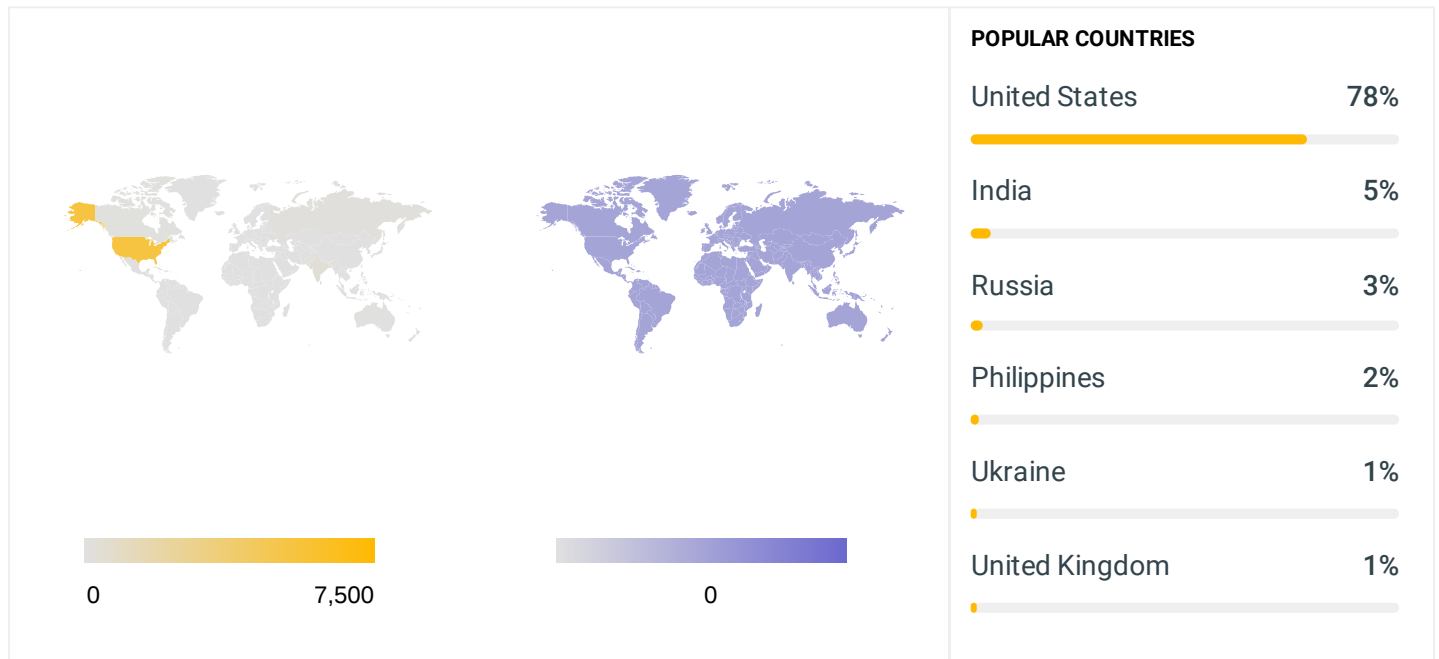 POPULAR COUNTRIES
United States 78%
India 5%
Russia 3%
Philippines 2%
Ukraine 1%
United Kingdom 1%
0 7,500
0